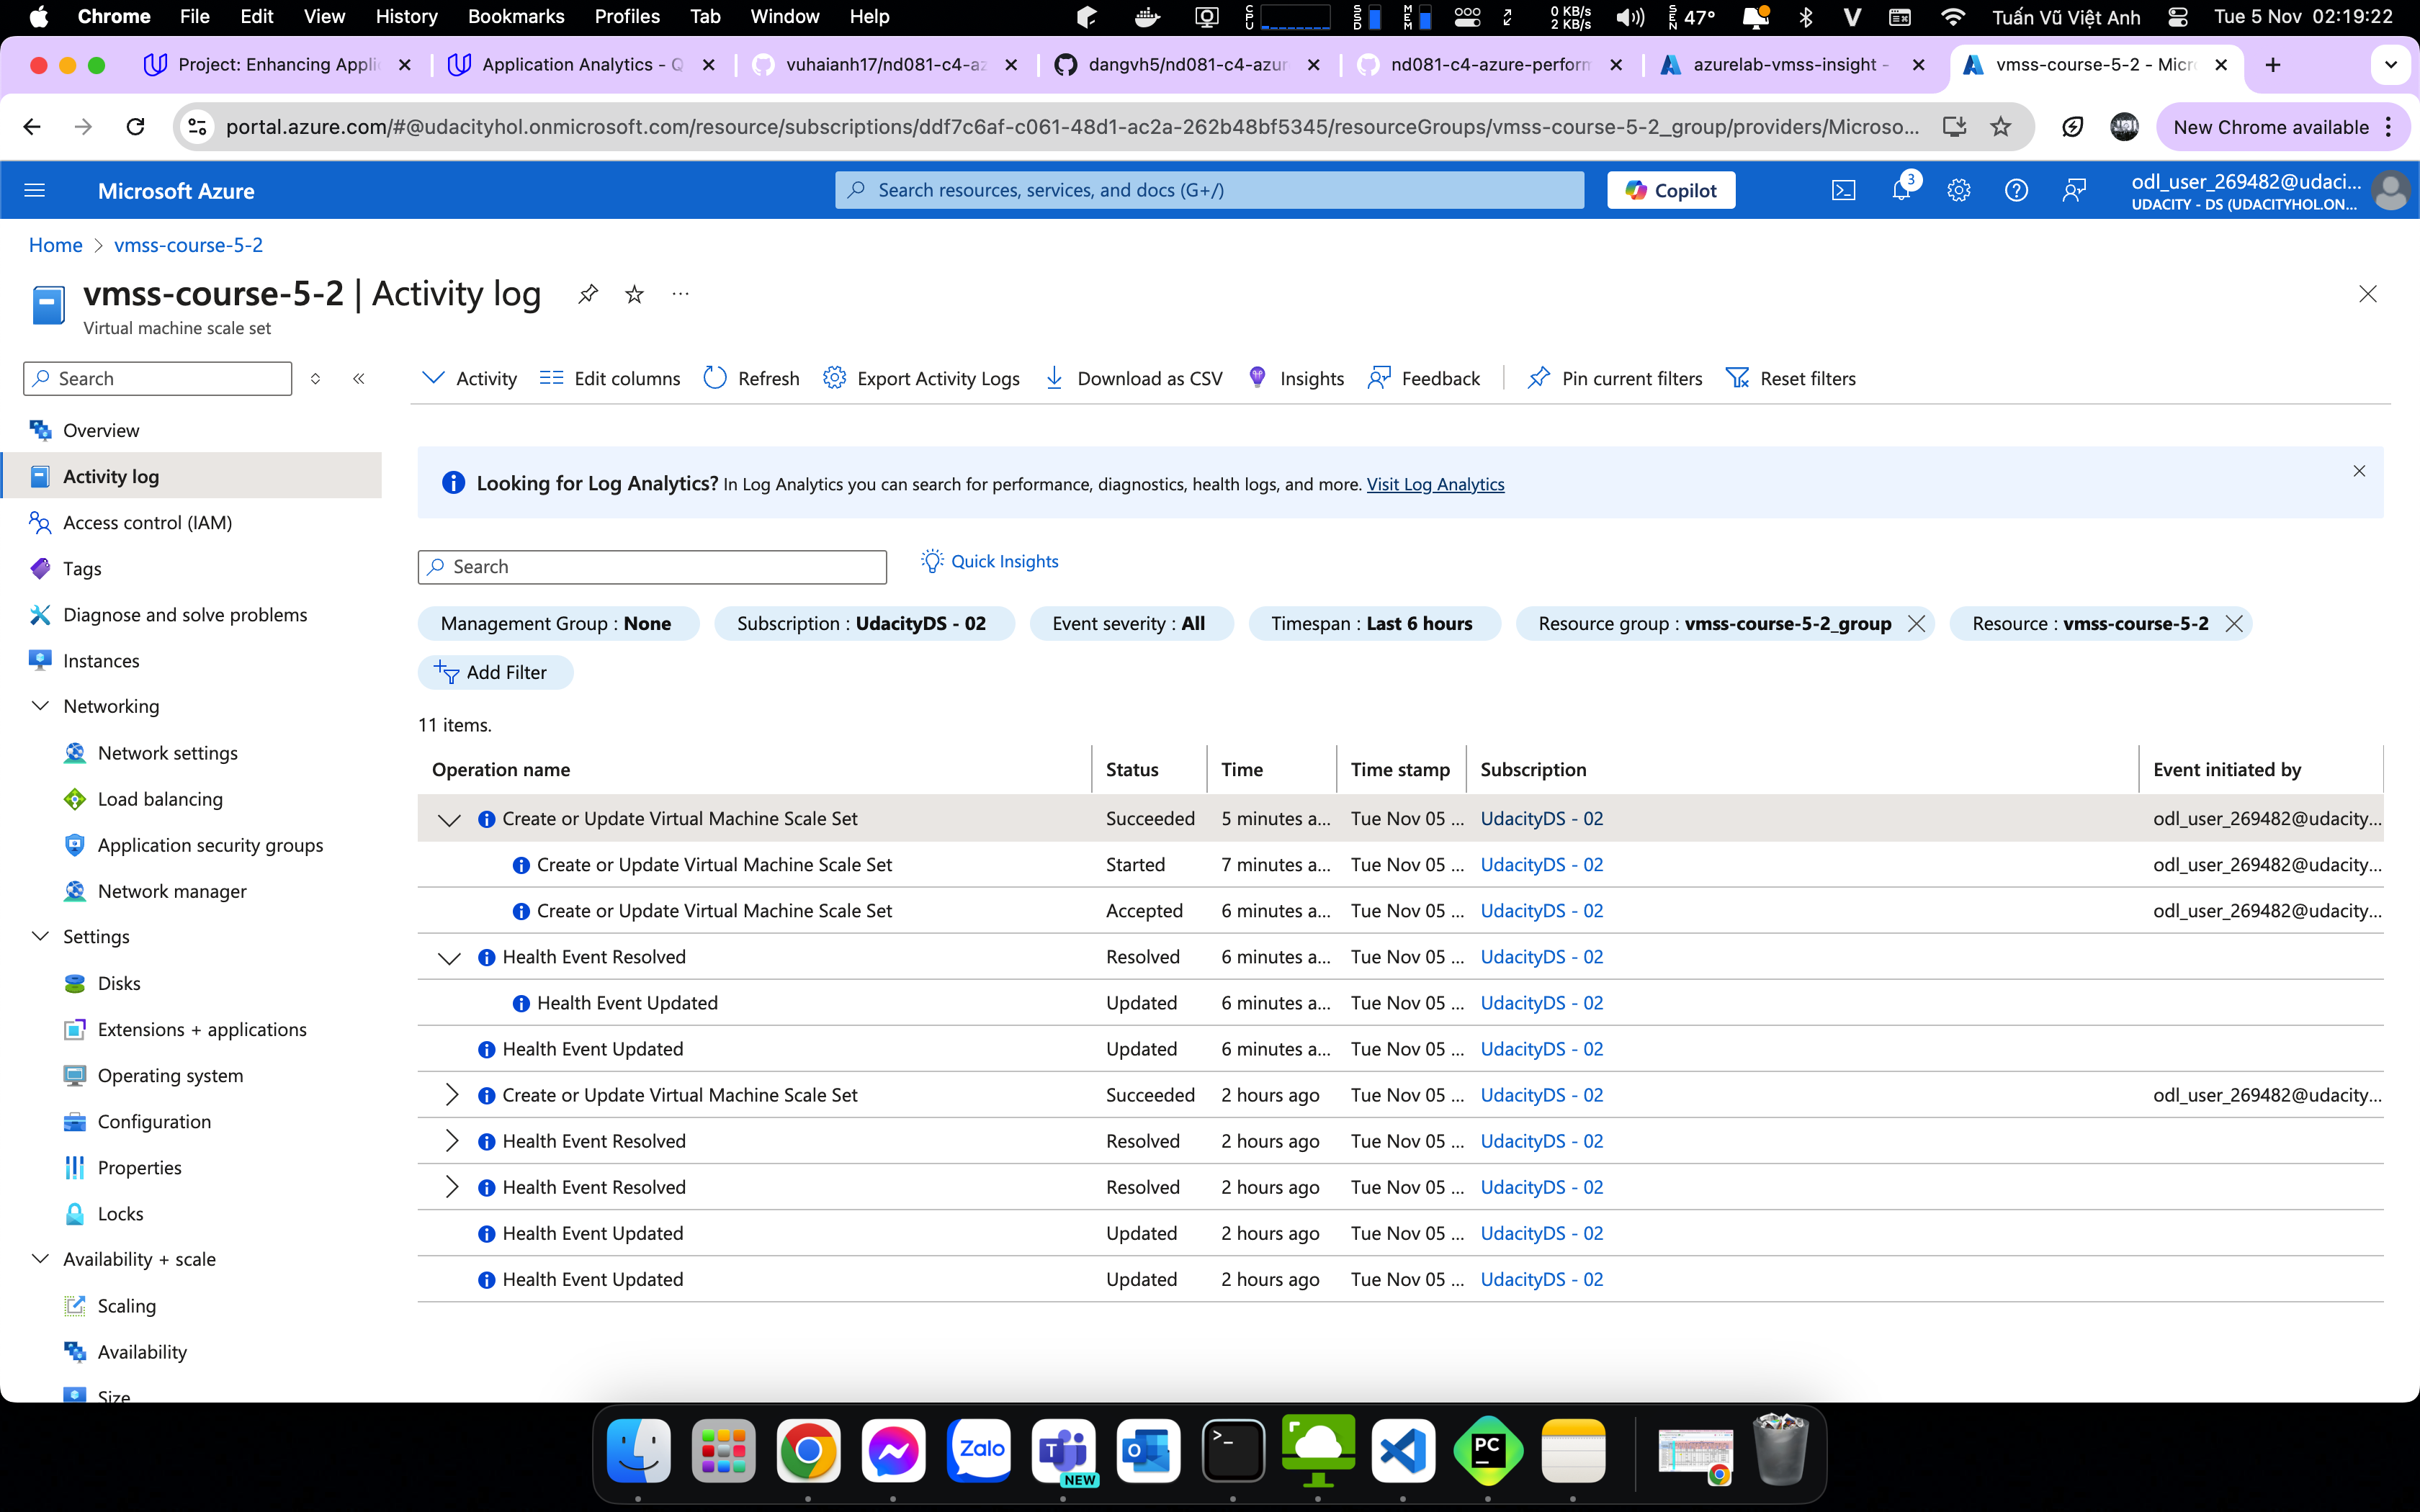 Chrome File Edit View History Bookmarks Profiles Tab Window Help CPU SSD MEM 0 KB/s 2 KB/s SEN 47° V Tuấn Vũ Việt Anh Tue 5 Nov 02:19:22
Project: Enhancing Appli Application Analytics - Q vuhaianh17/nd081-c4-az dangvh5/nd081-c4-azur nd081-c4-azure-perform azurelab-vmss-insight - vmss-course-5-2 - Micr
portal.azure.com/#@udacityhol.onmicrosoft.com/resource/subscriptions/ddf7c6af-c061-48d1-ac2a-262b48bf5345/resourceGroups/vmss-course-5-2_group/providers/Microso... New Chrome available
Microsoft Azure Search resources, services, and docs (G+/) Copilot 3 odl_user_269482@udaci...
UDACITY - DS (UDACITYHOL.ON...
Home > vmss-course-5-2
vmss-course-5-2 | Activity log ...
Virtual machine scale set
Search
Activity Edit columns Refresh Export Activity Logs Download as CSV Insights Feedback Pin current filters Reset filters
Overview
Activity log
Access control (IAM)
Tags
Diagnose and solve problems
Instances
Networking
Network settings
Load balancing
Application security groups
Network manager
Settings
Disks
Extensions + applications
Operating system
Configuration
Properties
Locks
Availability + scale
Scaling
Availability
Size
Looking for Log Analytics? In Log Analytics you can search for performance, diagnostics, health logs, and more. Visit Log Analytics
Search Quick Insights
Management Group : None Subscription : UdacityDS - 02 Event severity : All Timespan : Last 6 hours Resource group : vmss-course-5-2_group Resource : vmss-course-5-2
Add Filter
11 items.
Operation name Status Time Time stamp Subscription Event initiated by
Create or Update Virtual Machine Scale Set Succeeded 5 minutes a... Tue Nov 05 ... UdacityDS - 02 odl_user_269482@udacity...
Create or Update Virtual Machine Scale Set Started 7 minutes a... Tue Nov 05 ... UdacityDS - 02 odl_user_269482@udacity...
Create or Update Virtual Machine Scale Set Accepted 6 minutes a... Tue Nov 05 ... UdacityDS - 02 odl_user_269482@udacity...
Health Event Resolved Resolved 6 minutes a... Tue Nov 05 ... UdacityDS - 02
Health Event Updated Updated 6 minutes a... Tue Nov 05 ... UdacityDS - 02
Health Event Updated Updated 6 minutes a... Tue Nov 05 ... UdacityDS - 02
Create or Update Virtual Machine Scale Set Succeeded 2 hours ago Tue Nov 05 ... UdacityDS - 02 odl_user_269482@udacity...
Health Event Resolved Resolved 2 hours ago Tue Nov 05 ... UdacityDS - 02
Health Event Resolved Resolved 2 hours ago Tue Nov 05 ... UdacityDS - 02
Health Event Updated Updated 2 hours ago Tue Nov 05 ... UdacityDS - 02
Health Event Updated Updated 2 hours ago Tue Nov 05 ... UdacityDS - 02
Zalo T NEW O >_ PC